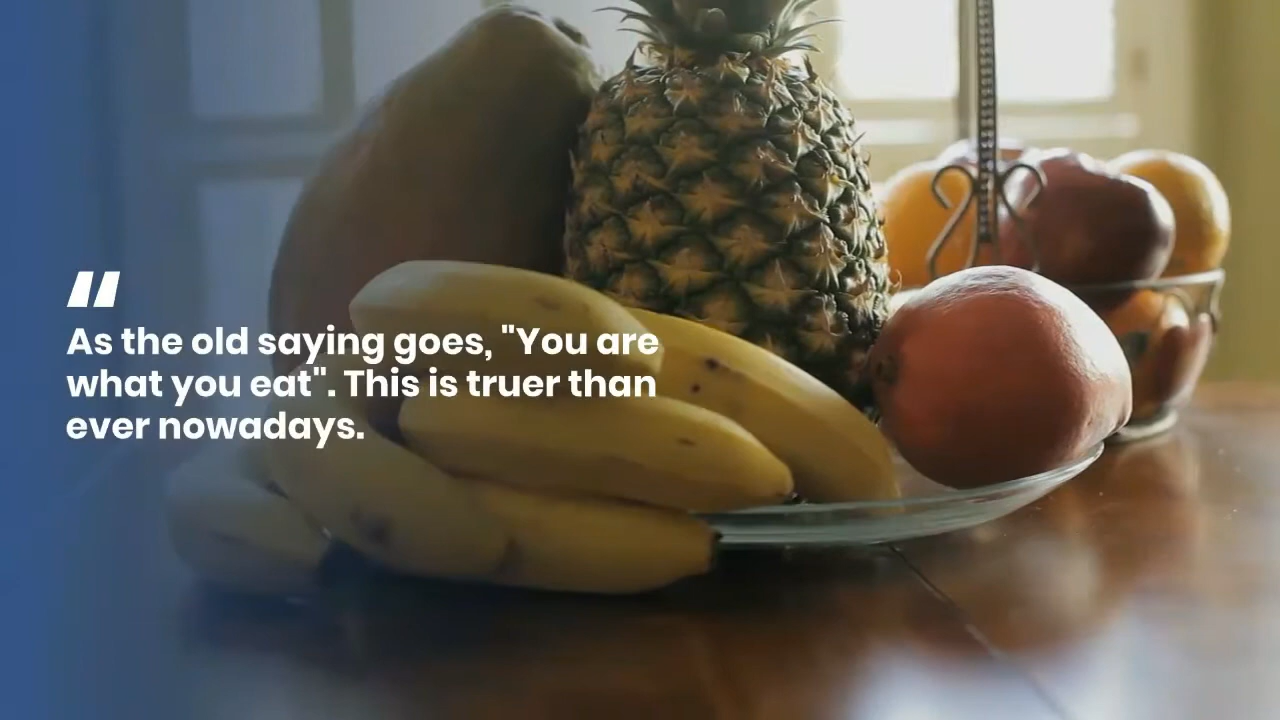 As the old saying goes, "You are
what you eat". This is truer than
ever nowadays.